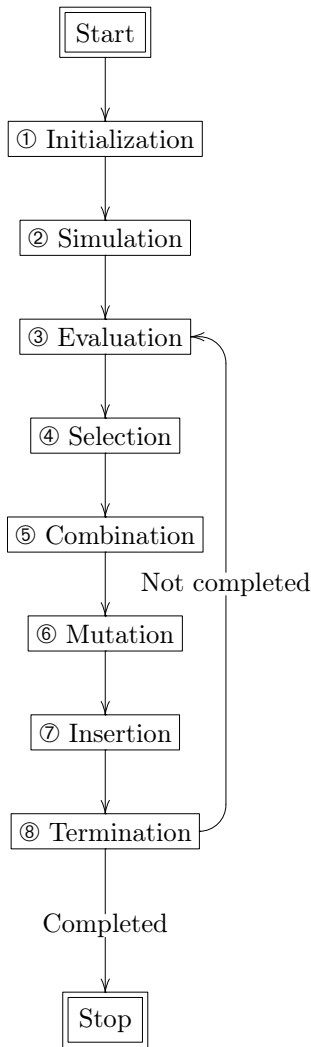 Start
① Initialization
② Simulation
③ Evaluation
④ Selection
⑤ Combination
Not completed
⑥ Mutation
⑦ Insertion
⑧ Termination
Completed
Stop